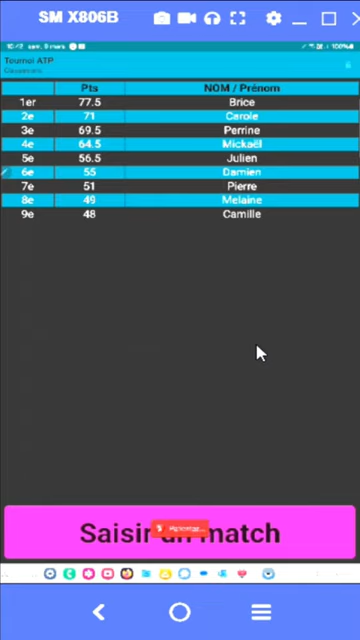 SM X806B
100%
Tournoi ATP
Classement
Pts NOM / Prénom
1er 77.5 Brice
2e 71 Carole
3e 69.5 Perrine
4e 64.5 Mickaël
5e 56.5 Julien
6e 55 Damien
7e 51 Pierre
8e 49 Melaine
9e 48 Camille
Saisir un match